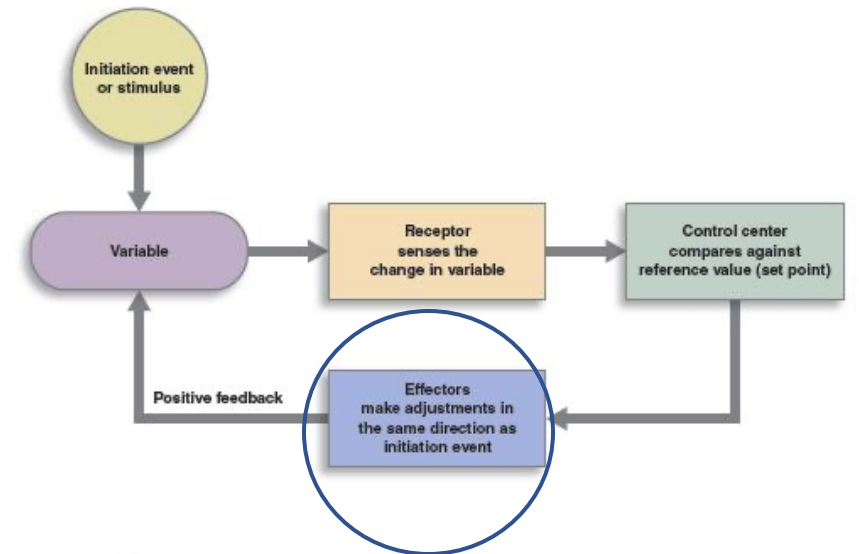 Initiation event
or stimulus
Variable
Receptor
senses the
change in variable
Control center
compares against
reference value (set point)
Positive feedback
Effectors
make adjustments in
the same direction as
initiation event